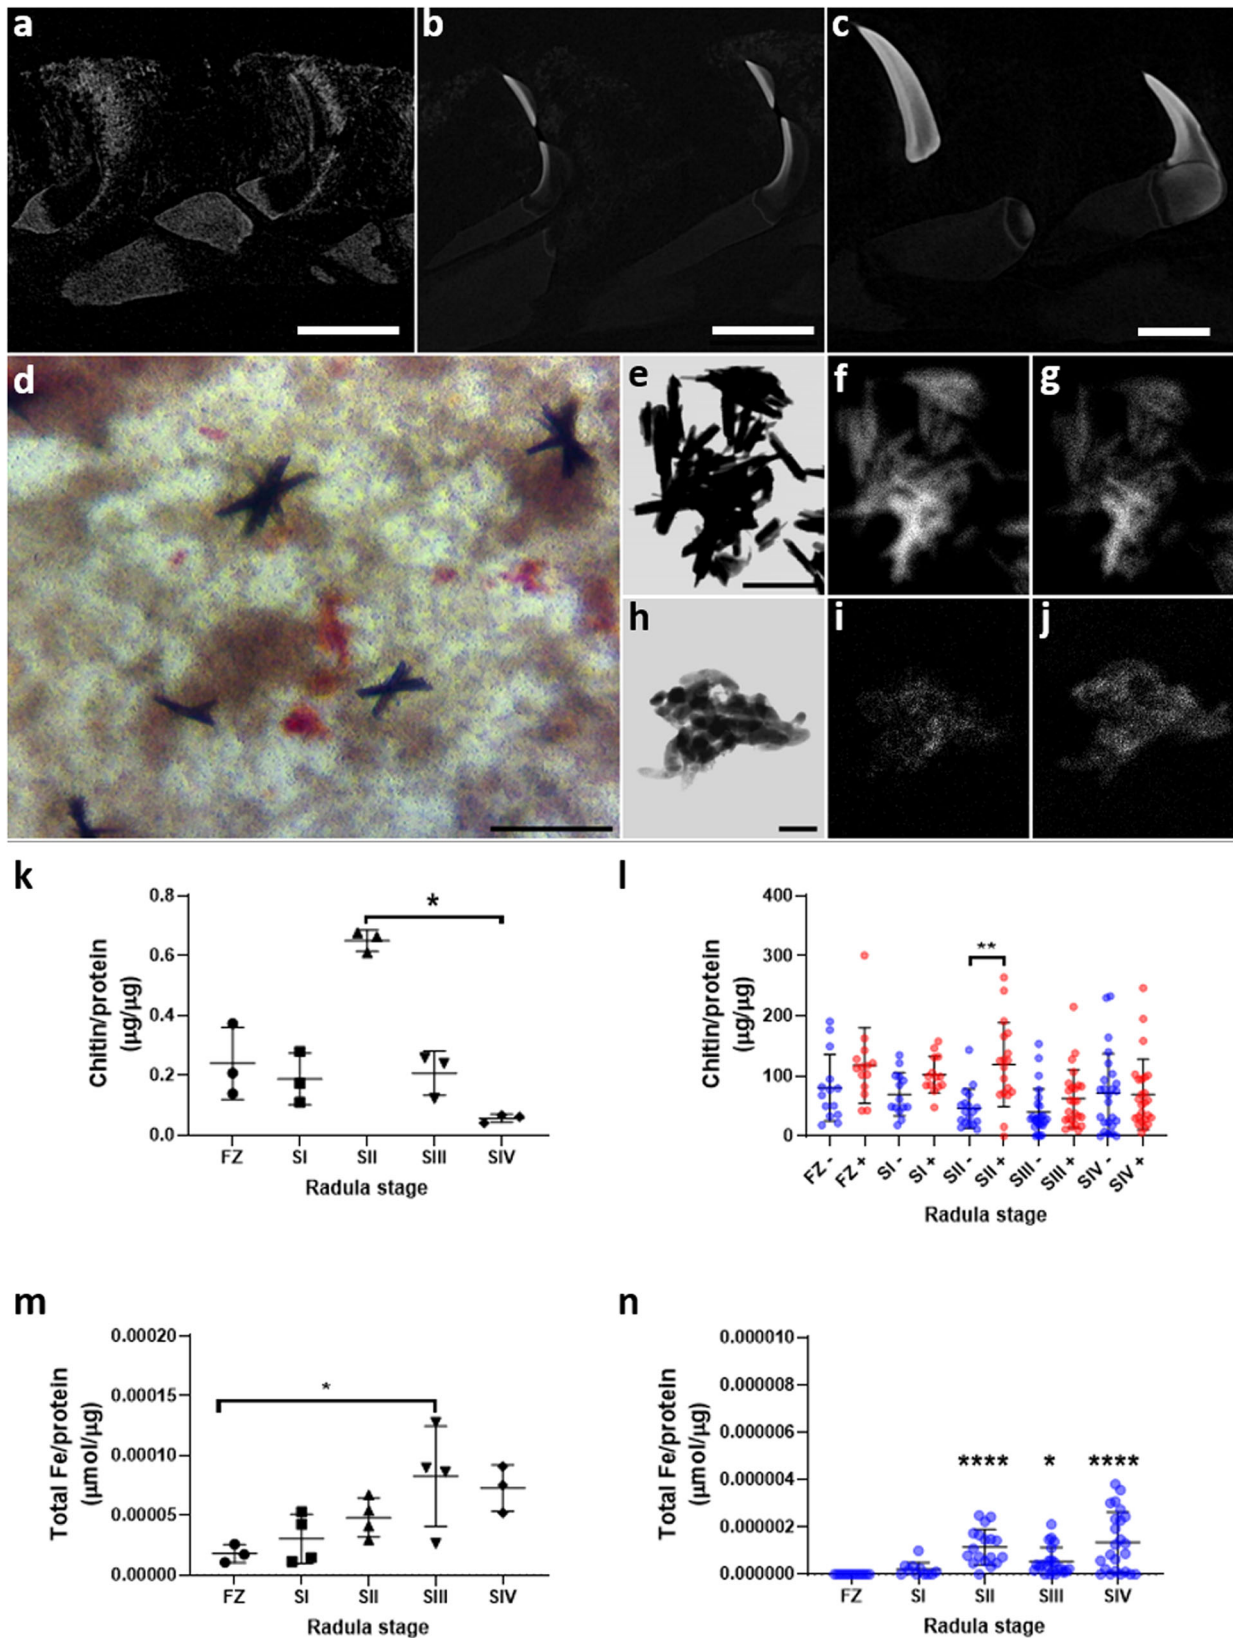 a
b
c
d
e
f
g
h
i
j
k
Chitin/protein
(µg/µg)
0.8
0.6
0.4
0.2
0.0
*
FZ SI SII SIII SIV
Radula stage
l
Chitin/protein
(µg/µg)
400
300
200
100
0
**
FZ - FZ + SI - SI + SII - SII + SIII - SIII + SIV - SIV +
Radula stage
m
Total Fe/protein
(µmol/µg)
0.00020
0.00015
0.00010
0.00005
0.00000
*
FZ SI SII SIII SIV
Radula stage
n
Total Fe/protein
(µmol/µg)
0.000010
0.000008
0.000006
0.000004
0.000002
0.000000
**** * ****
FZ SI SII SIII SIV
Radula stage